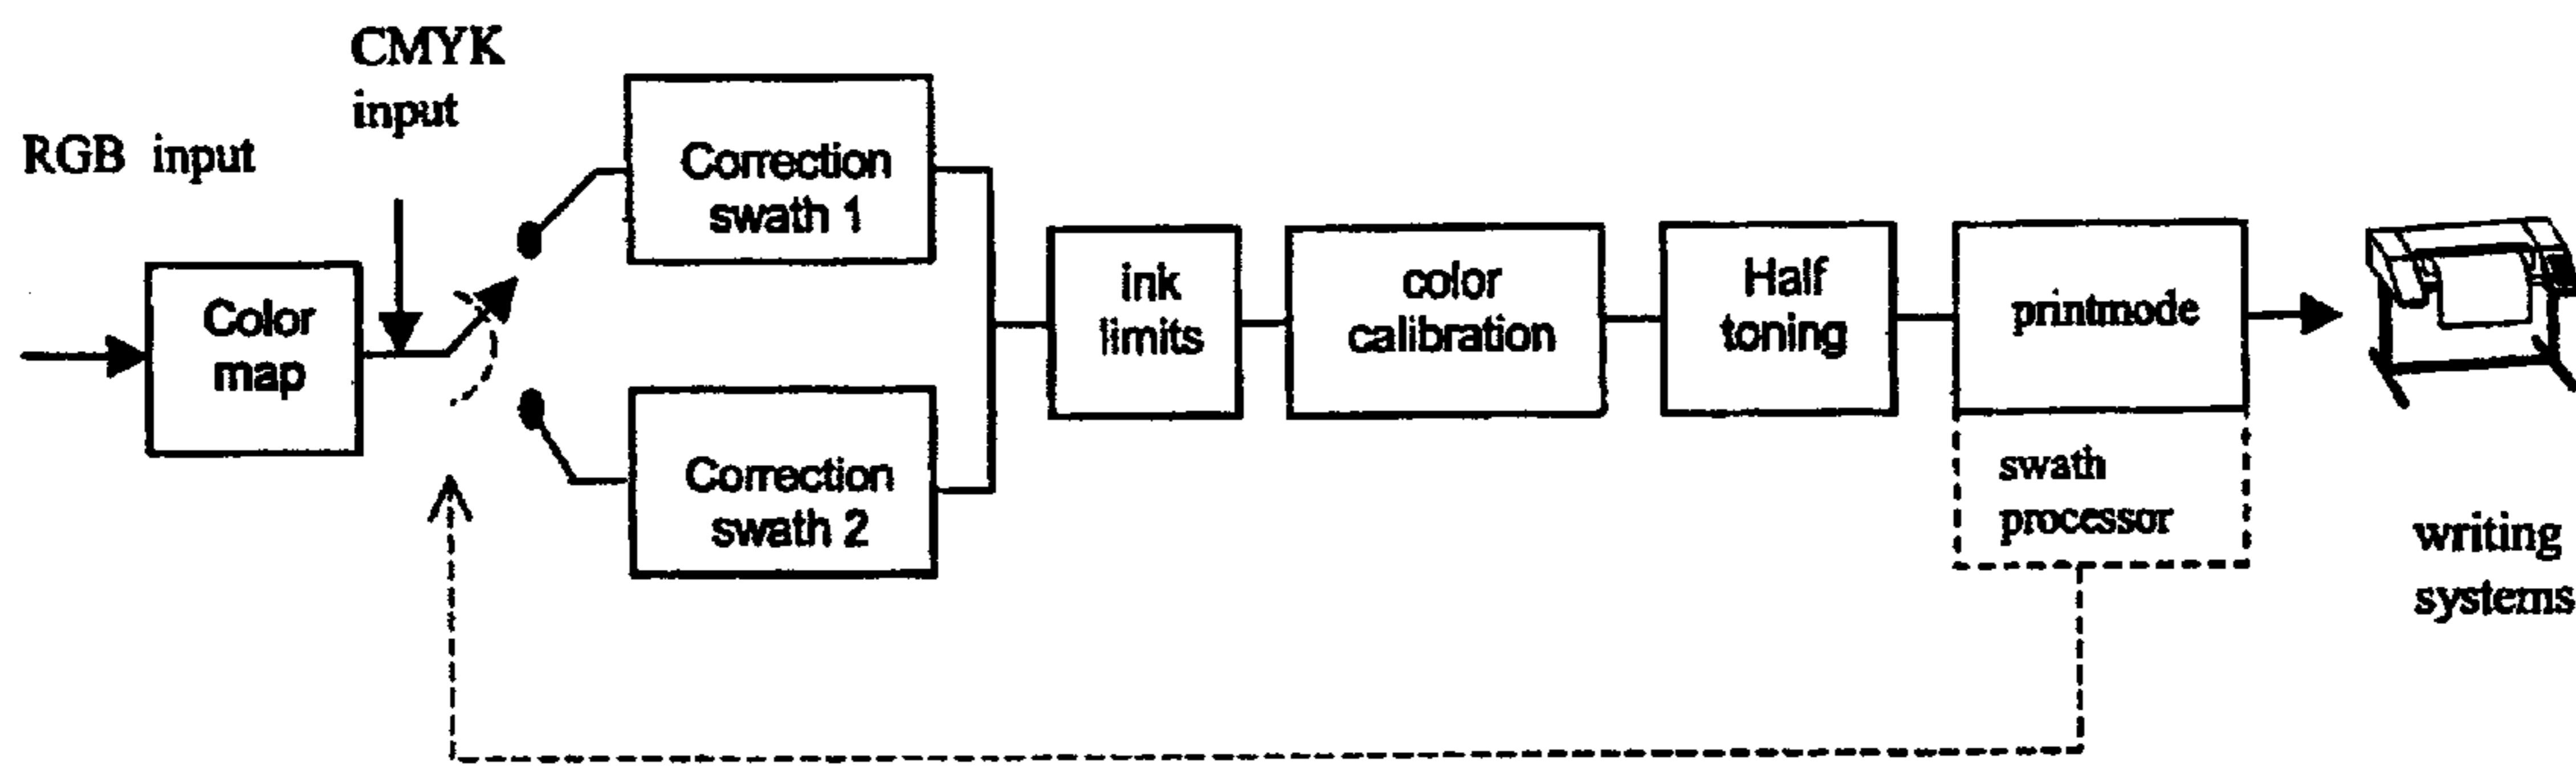 CMYK
input
RGB input
Color
map
Correction
swath 1
Correction
swath 2
ink
limits
color
calibration
Half
toning
printmode
swath
processor
writing
systems